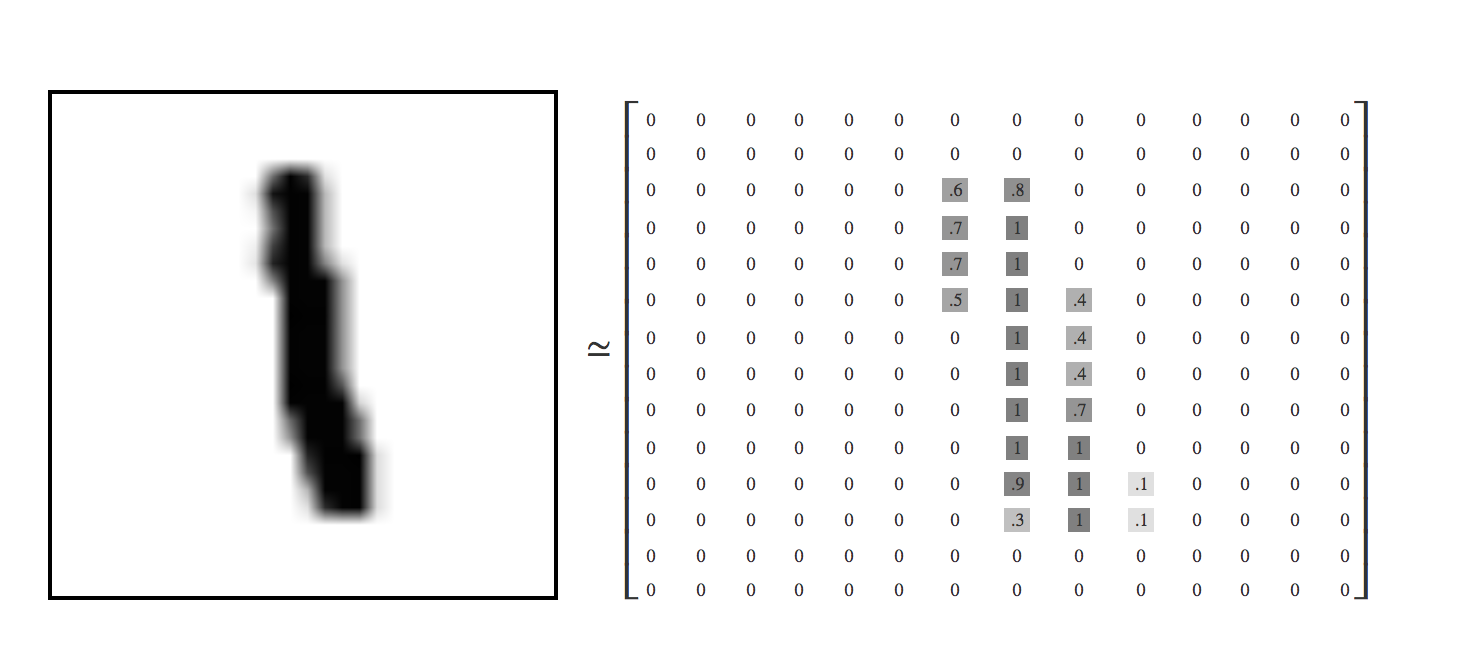 ≃
0 0 0 0 0 0 0 0 0 0 0 0 0 0
0 0 0 0 0 0 0 0 0 0 0 0 0 0
0 0 0 0 0 0 .6 .8 0 0 0 0 0 0
0 0 0 0 0 0 .7 1 0 0 0 0 0 0
0 0 0 0 0 0 .7 1 0 0 0 0 0 0
0 0 0 0 0 0 .5 1 .4 0 0 0 0 0
0 0 0 0 0 0 0 1 .4 0 0 0 0 0
0 0 0 0 0 0 0 1 .4 0 0 0 0 0
0 0 0 0 0 0 0 1 .7 0 0 0 0 0
0 0 0 0 0 0 0 1 1 0 0 0 0 0
0 0 0 0 0 0 0 .9 1 .1 0 0 0 0
0 0 0 0 0 0 0 .3 1 .1 0 0 0 0
0 0 0 0 0 0 0 0 0 0 0 0 0 0
0 0 0 0 0 0 0 0 0 0 0 0 0 0